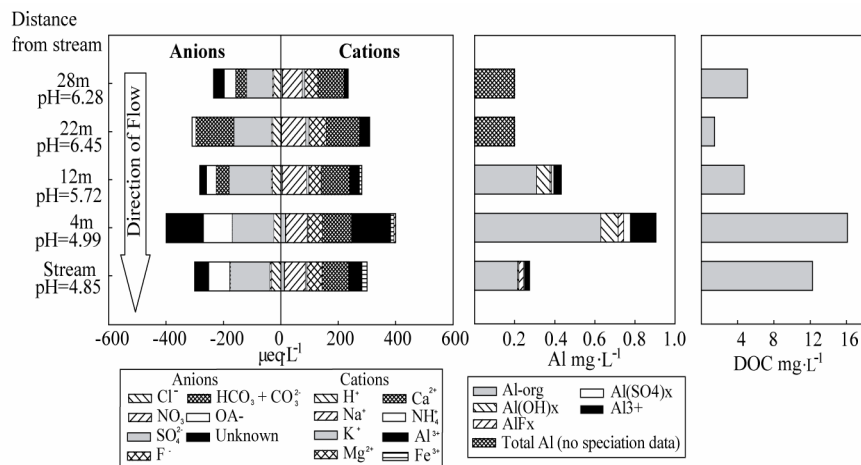 Distance
from stream
Anions
Cations
28m
pH=6.28
22m
pH=6.45
12m
pH=5.72
4m
pH=4.99
Stream
pH=4.85
Direction of Flow
-600 -400 -200 0 200 400 600
μeq·L⁻¹
0.2 0.4 0.6 0.8 1.0
Al mg·L⁻¹
4 8 12 16
DOC mg·L⁻¹
Anions
Cl⁻ HCO₃ + CO₃²⁻
NO₃ OA-
SO₄²⁻ Unknown
F⁻
Cations
H⁺ Ca²⁺
Na⁺ NH₄⁺
K⁺ Al³⁺
Mg²⁺ Fe³⁺
Al-org Al(SO4)x
Al(OH)x Al3+
AlFx
Total Al (no speciation data)